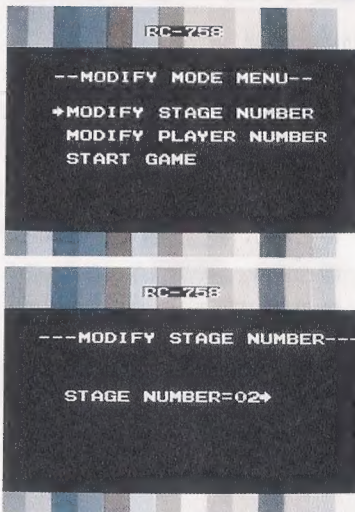 RC-758
--MODIFY MODE MENU--
➔MODIFY STAGE NUMBER
MODIFY PLAYER NUMBER
START GAME
RC-758
---MODIFY STAGE NUMBER---
STAGE NUMBER=02➔